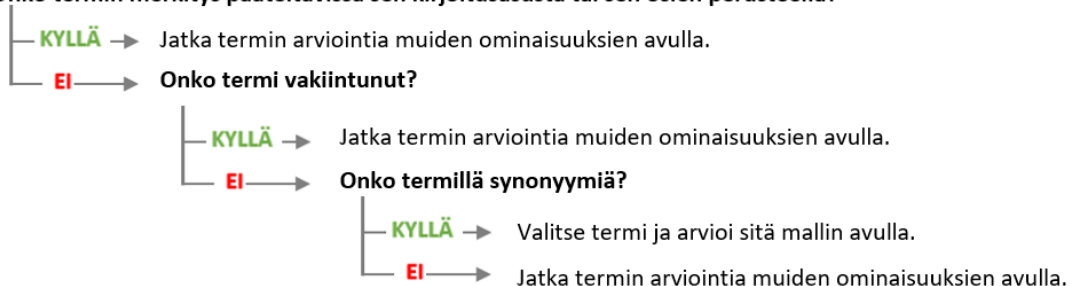 KYLLÄ Jatka termin arviointia muiden ominaisuuksien avulla.
EI Onko termi vakiintunut?
KYLLÄ Jatka termin arviointia muiden ominaisuuksien avulla.
EI Onko termillä synonyymiä?
KYLLÄ Valitse termi ja arvioi sitä mallin avulla.
EI Jatka termin arviointia muiden ominaisuuksien avulla.